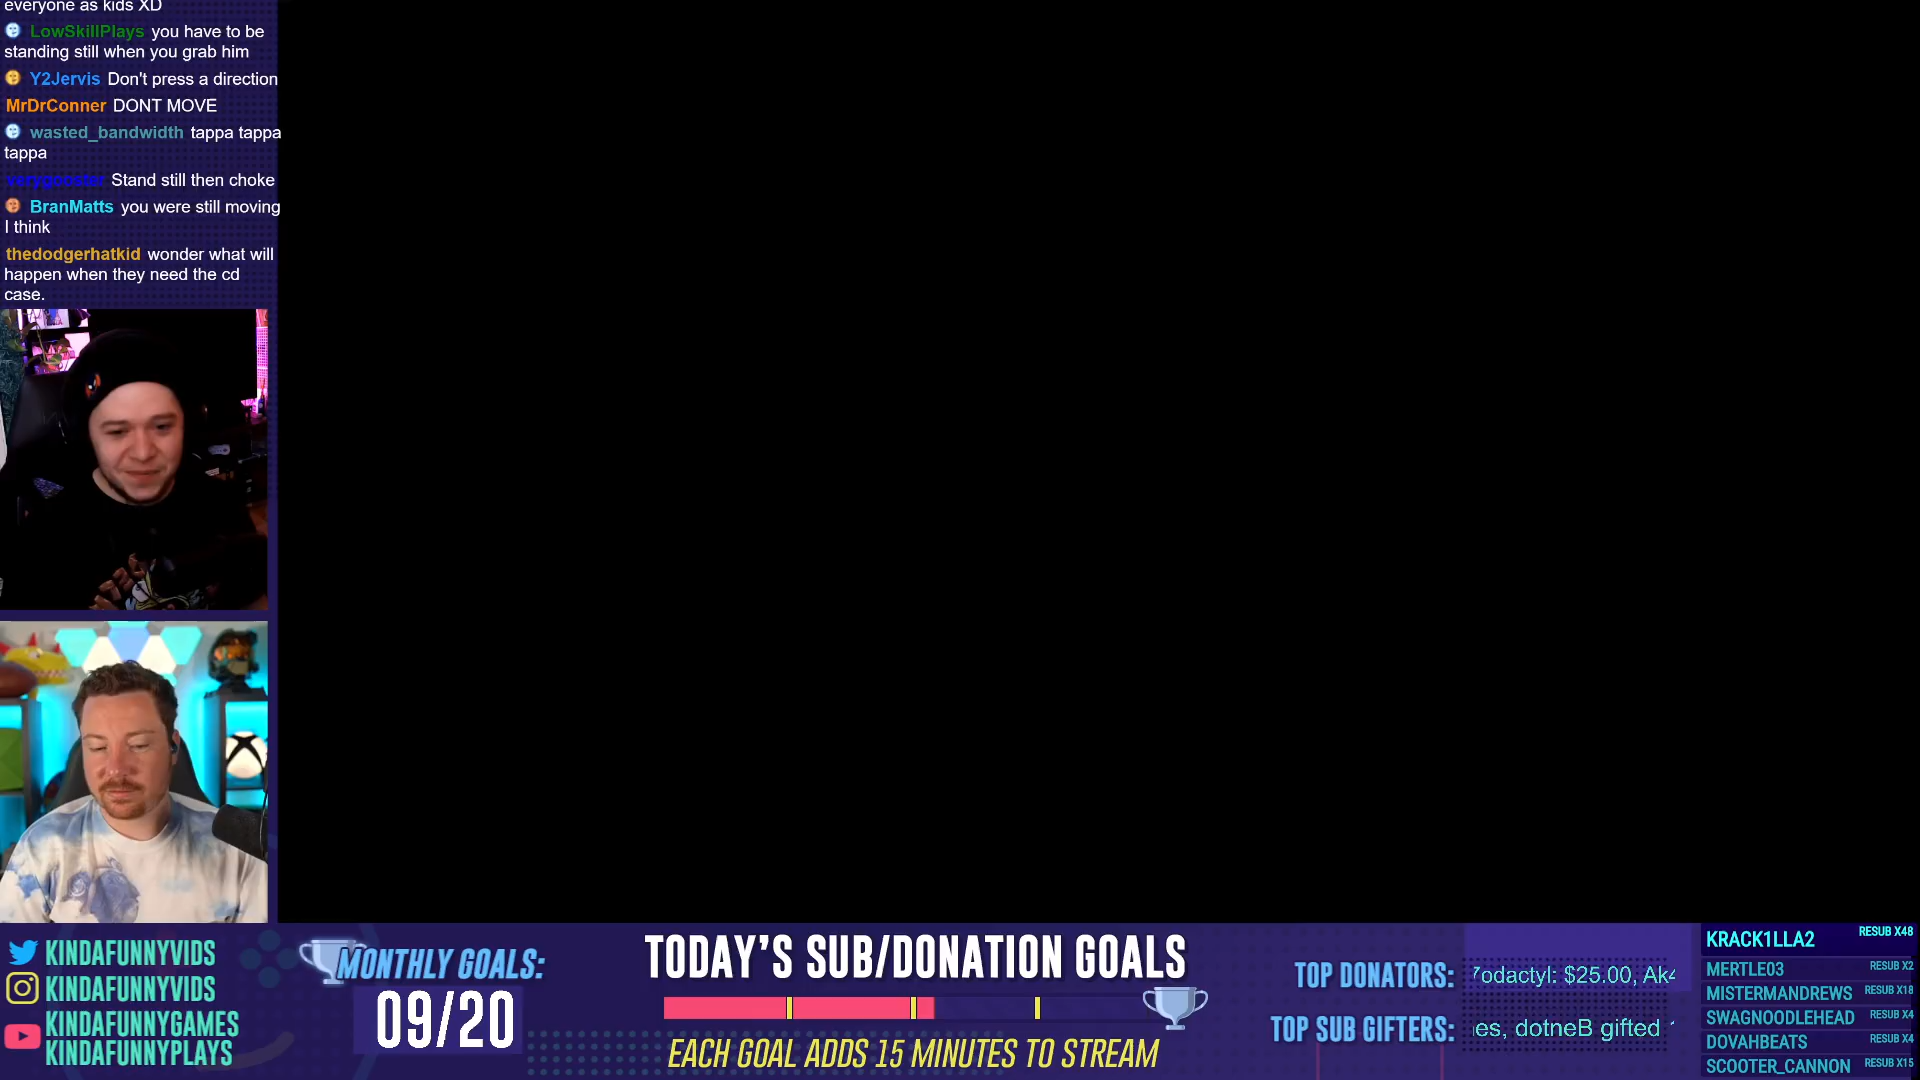 everyone as kids XD
LowSkillPlays you have to be
standing still when you grab him
Y2Jervis Don't press a direction
MrDrConner DONT MOVE
wasted_bandwidth tappa tappa
tappa
verygooster Stand still then choke
BranMatts you were still moving
I think
thedodgerhatkid wonder what will
happen when they need the cd
case.
KINDAFUNNYVIDS
KINDAFUNNYVIDS
KINDAFUNNYGAMES
KINDAFUNNYPLAYS
MONTHLY GOALS:
09/20
TODAY'S SUB/DONATION GOALS
EACH GOAL ADDS 15 MINUTES TO STREAM
TOP DONATORS: odactyl: $25.00, Ak4
TOP SUB GIFTERS: es, dotneB gifted
KRACK1LLA2 RESUB X48
MERTLE03 RESUB X2
MISTERMANDREWS RESUB X18
SWAGNOODLEHEAD RESUB X4
DOVAHBEATS RESUB X4
SCOOTER_CANNON RESUB X15